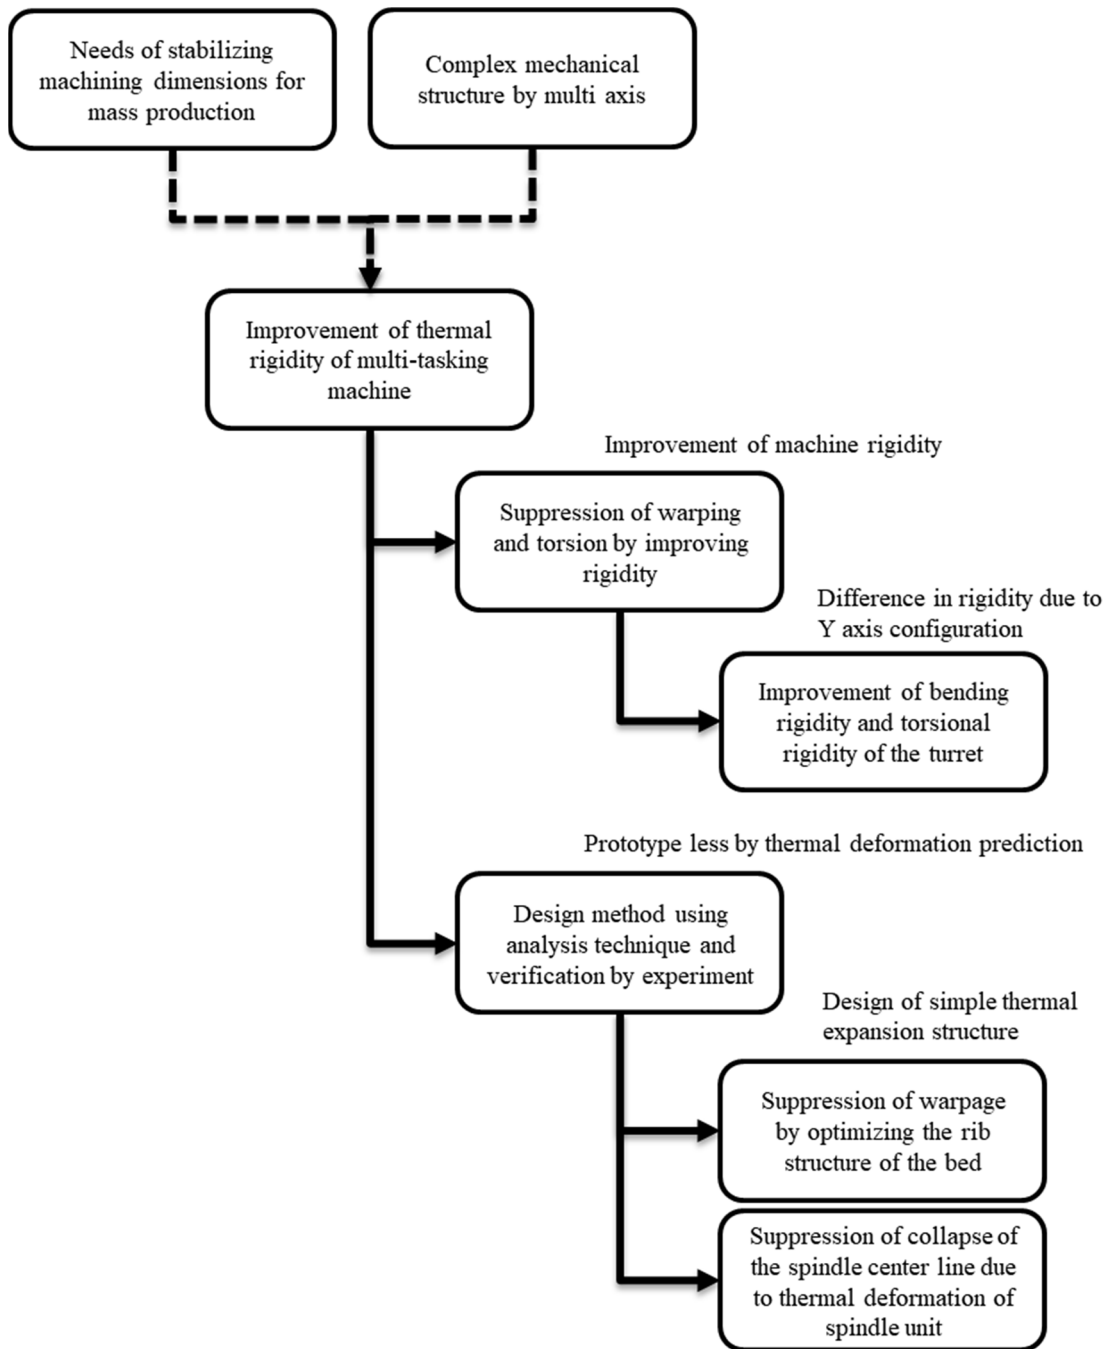 Needs of stabilizing
machining dimensions for
mass production
Complex mechanical
structure by multi axis
Improvement of thermal
rigidity of multi-tasking
machine
Improvement of machine rigidity
Suppression of warping
and torsion by improving
rigidity
Difference in rigidity due to
Y axis configuration
Improvement of bending
rigidity and torsional
rigidity of the turret
Prototype less by thermal deformation prediction
Design method using
analysis technique and
verification by experiment
Design of simple thermal
expansion structure
Suppression of warpage
by optimizing the rib
structure of the bed
Suppression of collapse of
the spindle center line due
to thermal deformation of
spindle unit